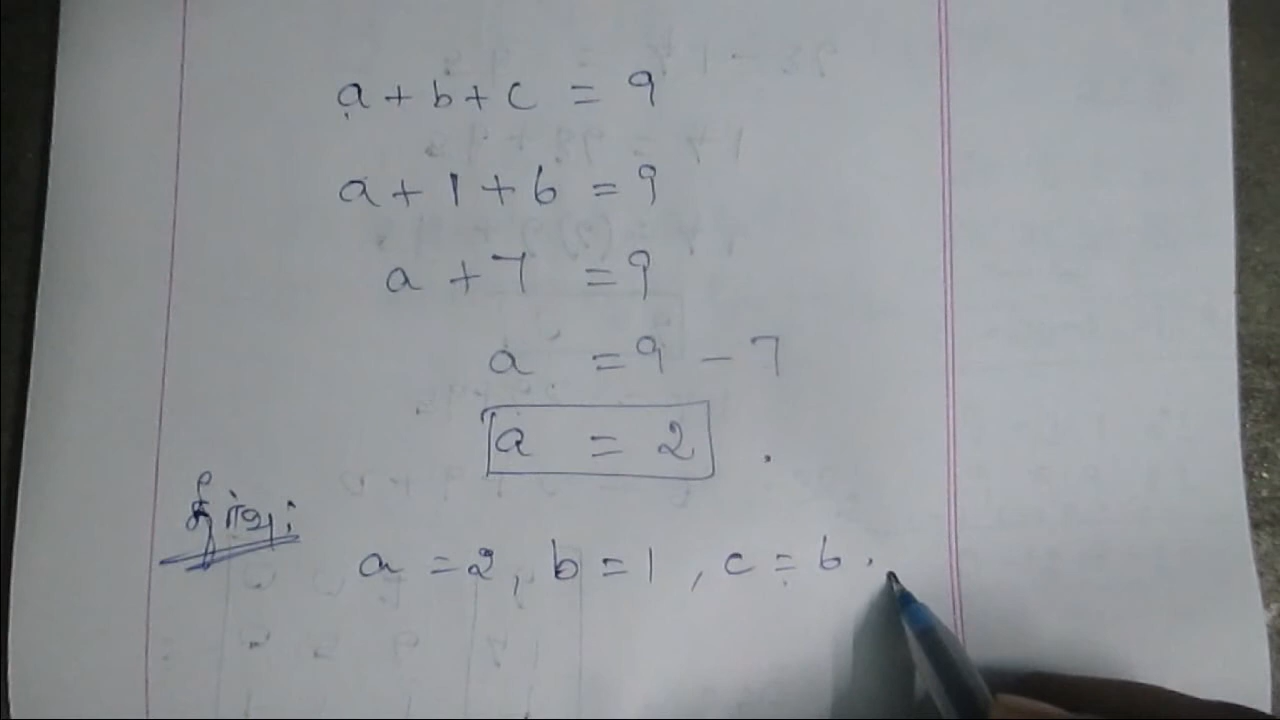 a + b + c = 9
a + 1 + 6 = 9
a + 7 = 9
a = 9 - 7
a = 2 .
தீர்வு:
a = 2, b = 1, c = 6.